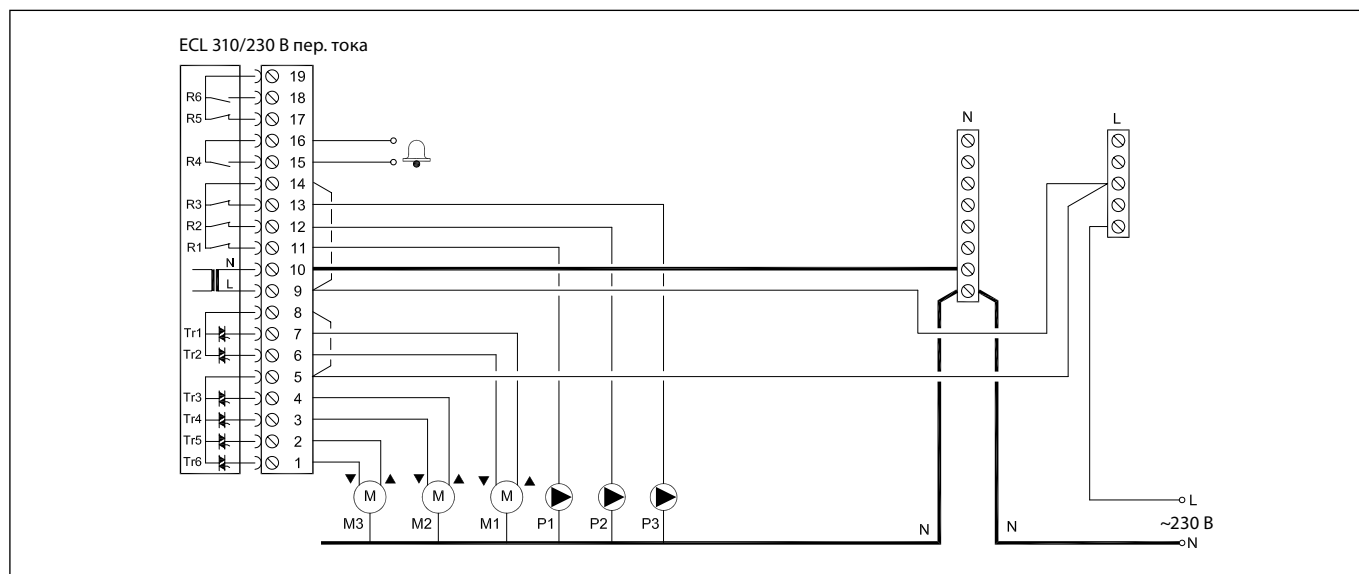 ECL 310/230 В пер. тока
19
R6 18
R5 17
16
R4 15
14
R3 13
R2 12
R1 11
N 10
L 9
8
Tr1 7
Tr2 6
5
Tr3 4
Tr4 3
Tr5 2
Tr6 1
N
L
M M M
M3 M2 M1 P1 P2 P3
N N
L
~230 В
N